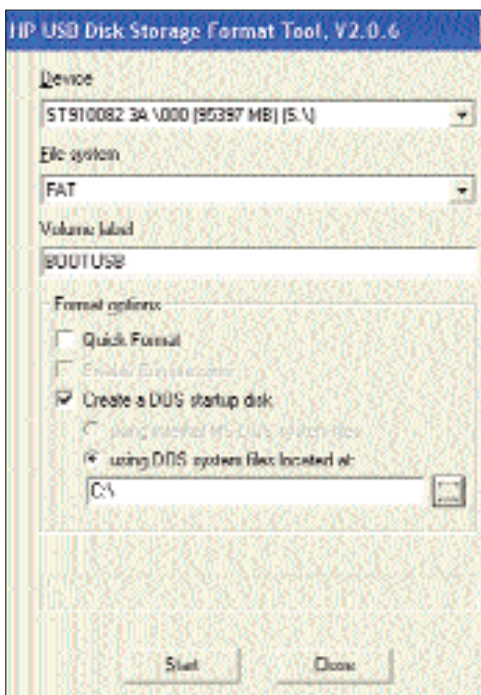 HP USB Disk Storage Format Tool, V2.0.6
Device
ST910082 3A \000 (95397 MB) (S:\)
File system
FAT
Volume label
BOOTUSB
Format options
Quick Format
Create a DOS startup disk
using DOS system files located at:
C:\
...
Start
Close